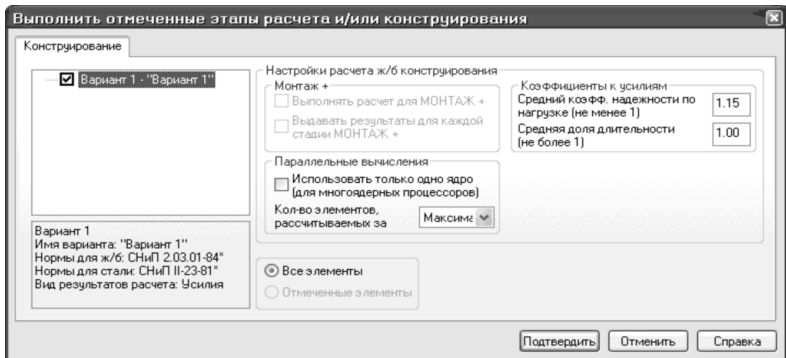 Выполнить отмеченные этапы расчета и/или конструирования
Конструирование
Вариант 1 - "Вариант 1"
Вариант 1
Имя варианта: "Вариант 1"
Нормы для ж/б: СНиП 2.03.01-84*
Нормы для стали: СНиП II-23-81*
Вид результатов расчета: Усилия
Настройки расчета ж/б конструирования
Монтаж +
Выполнять расчет для МОНТАЖ +
Выдавать результаты для каждой
стадии МОНТАЖ +
Параллельные вычисления
Использовать только одно ядро
(для многоядерных процессоров)
Кол-во элементов,
рассчитываемых за
Максима
Коэффициенты к усилиям
Средний коэфф. надежности по
нагрузке (не менее 1)
1.15
Средняя доля длительности
(не более 1)
1.00
Все элементы
Отмеченные элементы
Подтвердить
Отменить
Справка